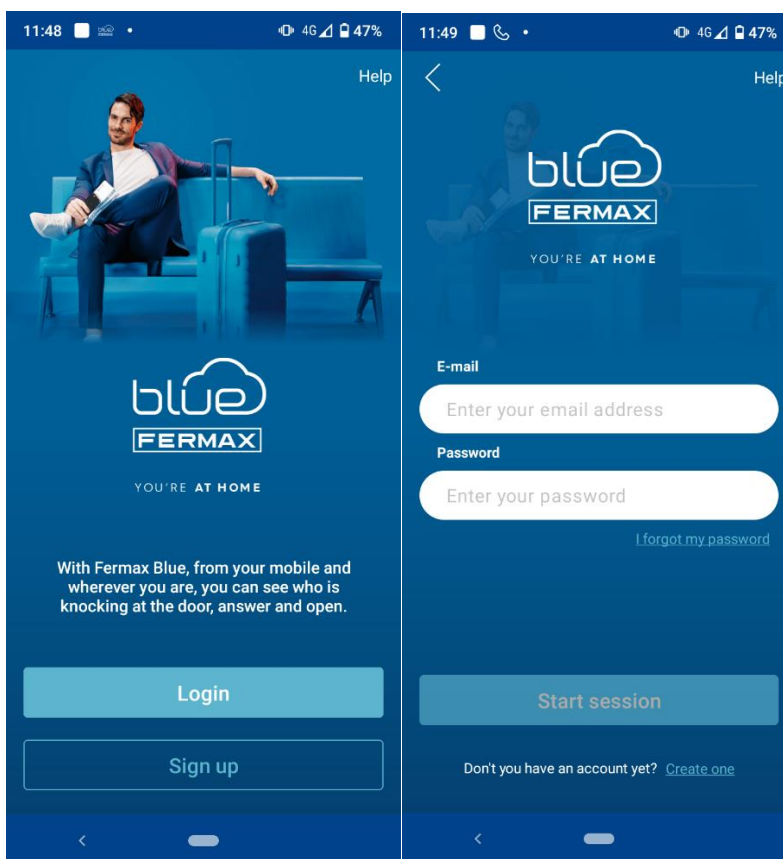 11:48
4G 47%
Help
blue
FERMAX
YOU'RE AT HOME
With Fermax Blue, from your mobile and
wherever you are, you can see who is
knocking at the door, answer and open.
Login
Sign up
11:49
4G 47%
Help
blue
FERMAX
YOU'RE AT HOME
E-mail
Enter your email address
Password
Enter your password
I forgot my password
Start session
Don't you have an account yet? Create one